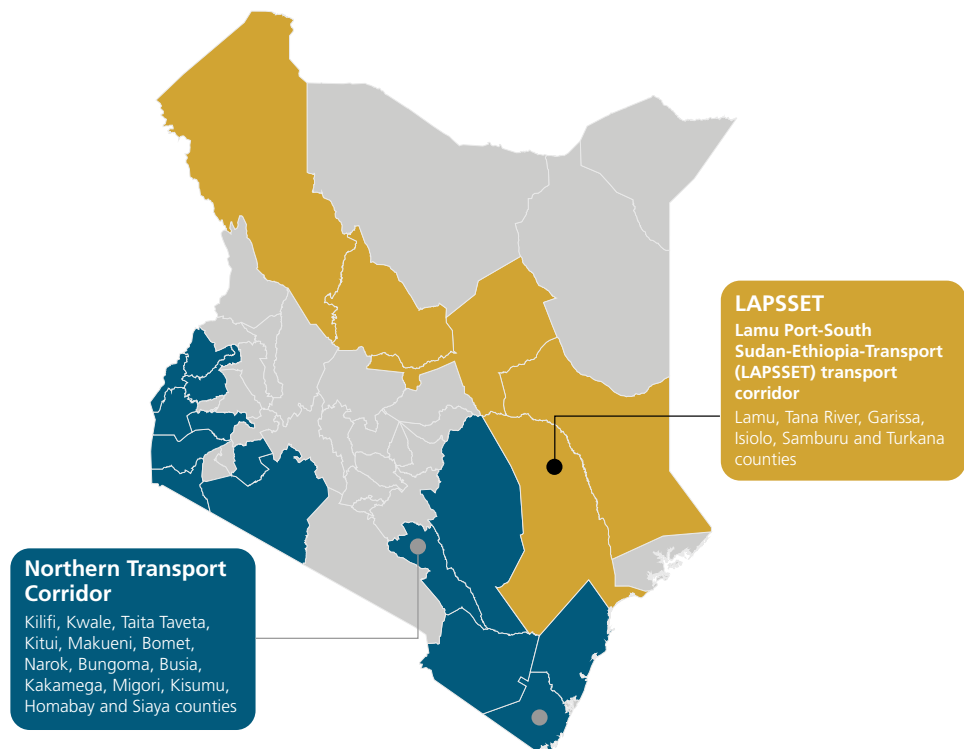 LAPSSET
Lamu Port-South
Sudan-Ethiopia-Transport
(LAPSSET) transport
corridor
Lamu, Tana River, Garissa,
Isiolo, Samburu and Turkana
counties
Northern Transport
Corridor
Kilifi, Kwale, Taita Taveta,
Kitui, Makueni, Bomet,
Narok, Bungoma, Busia,
Kakamega, Migori, Kisumu,
Homabay and Siaya counties